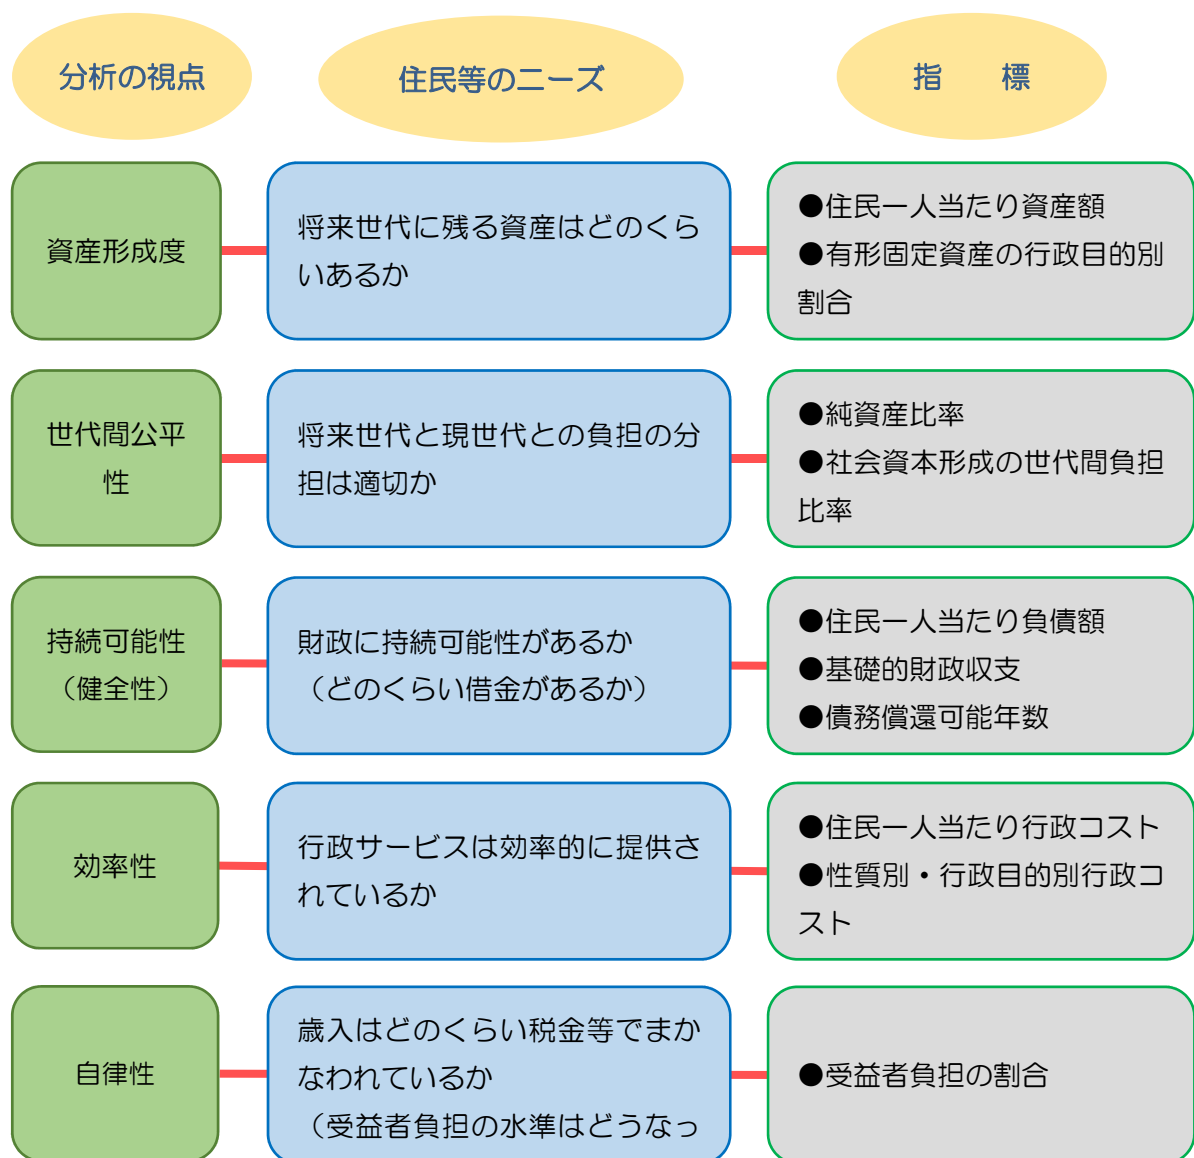 分析の視点
住民等のニーズ
指　　標
資産形成度
将来世代に残る資産はどのくら
いあるか
●住民一人当たり資産額
●有形固定資産の行政目的別
割合
世代間公平
性
将来世代と現世代との負担の分
担は適切か
●純資産比率
●社会資本形成の世代間負担
比率
持続可能性
（健全性）
財政に持続可能性があるか
（どのくらい借金があるか）
●住民一人当たり負債額
●基礎的財政収支
●債務償還可能年数
効率性
行政サービスは効率的に提供さ
れているか
●住民一人当たり行政コスト
●性質別・行政目的別行政コ
スト
自律性
歳入はどのくらい税金等でまか
なわれているか
（受益者負担の水準はどうなっ
●受益者負担の割合